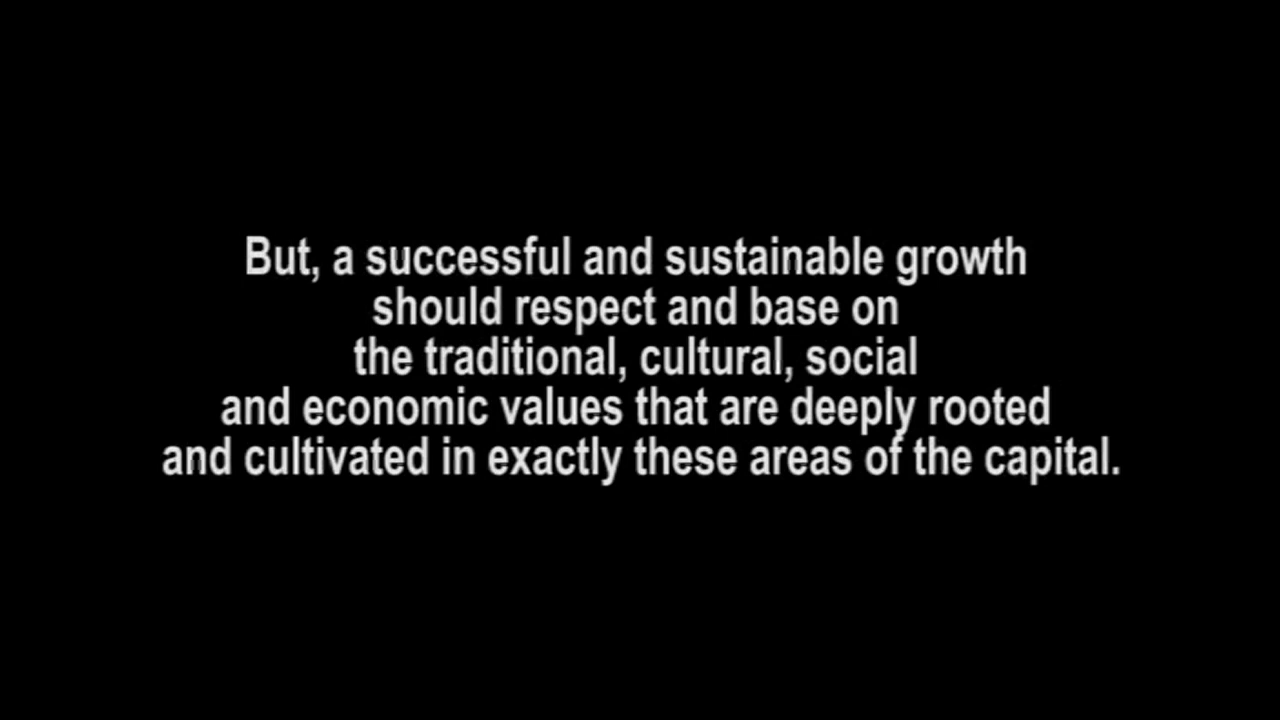 But, a successful and sustainable growth
should respect and base on
the traditional, cultural, social
and economic values that are deeply rooted
and cultivated in exactly these areas of the capital.